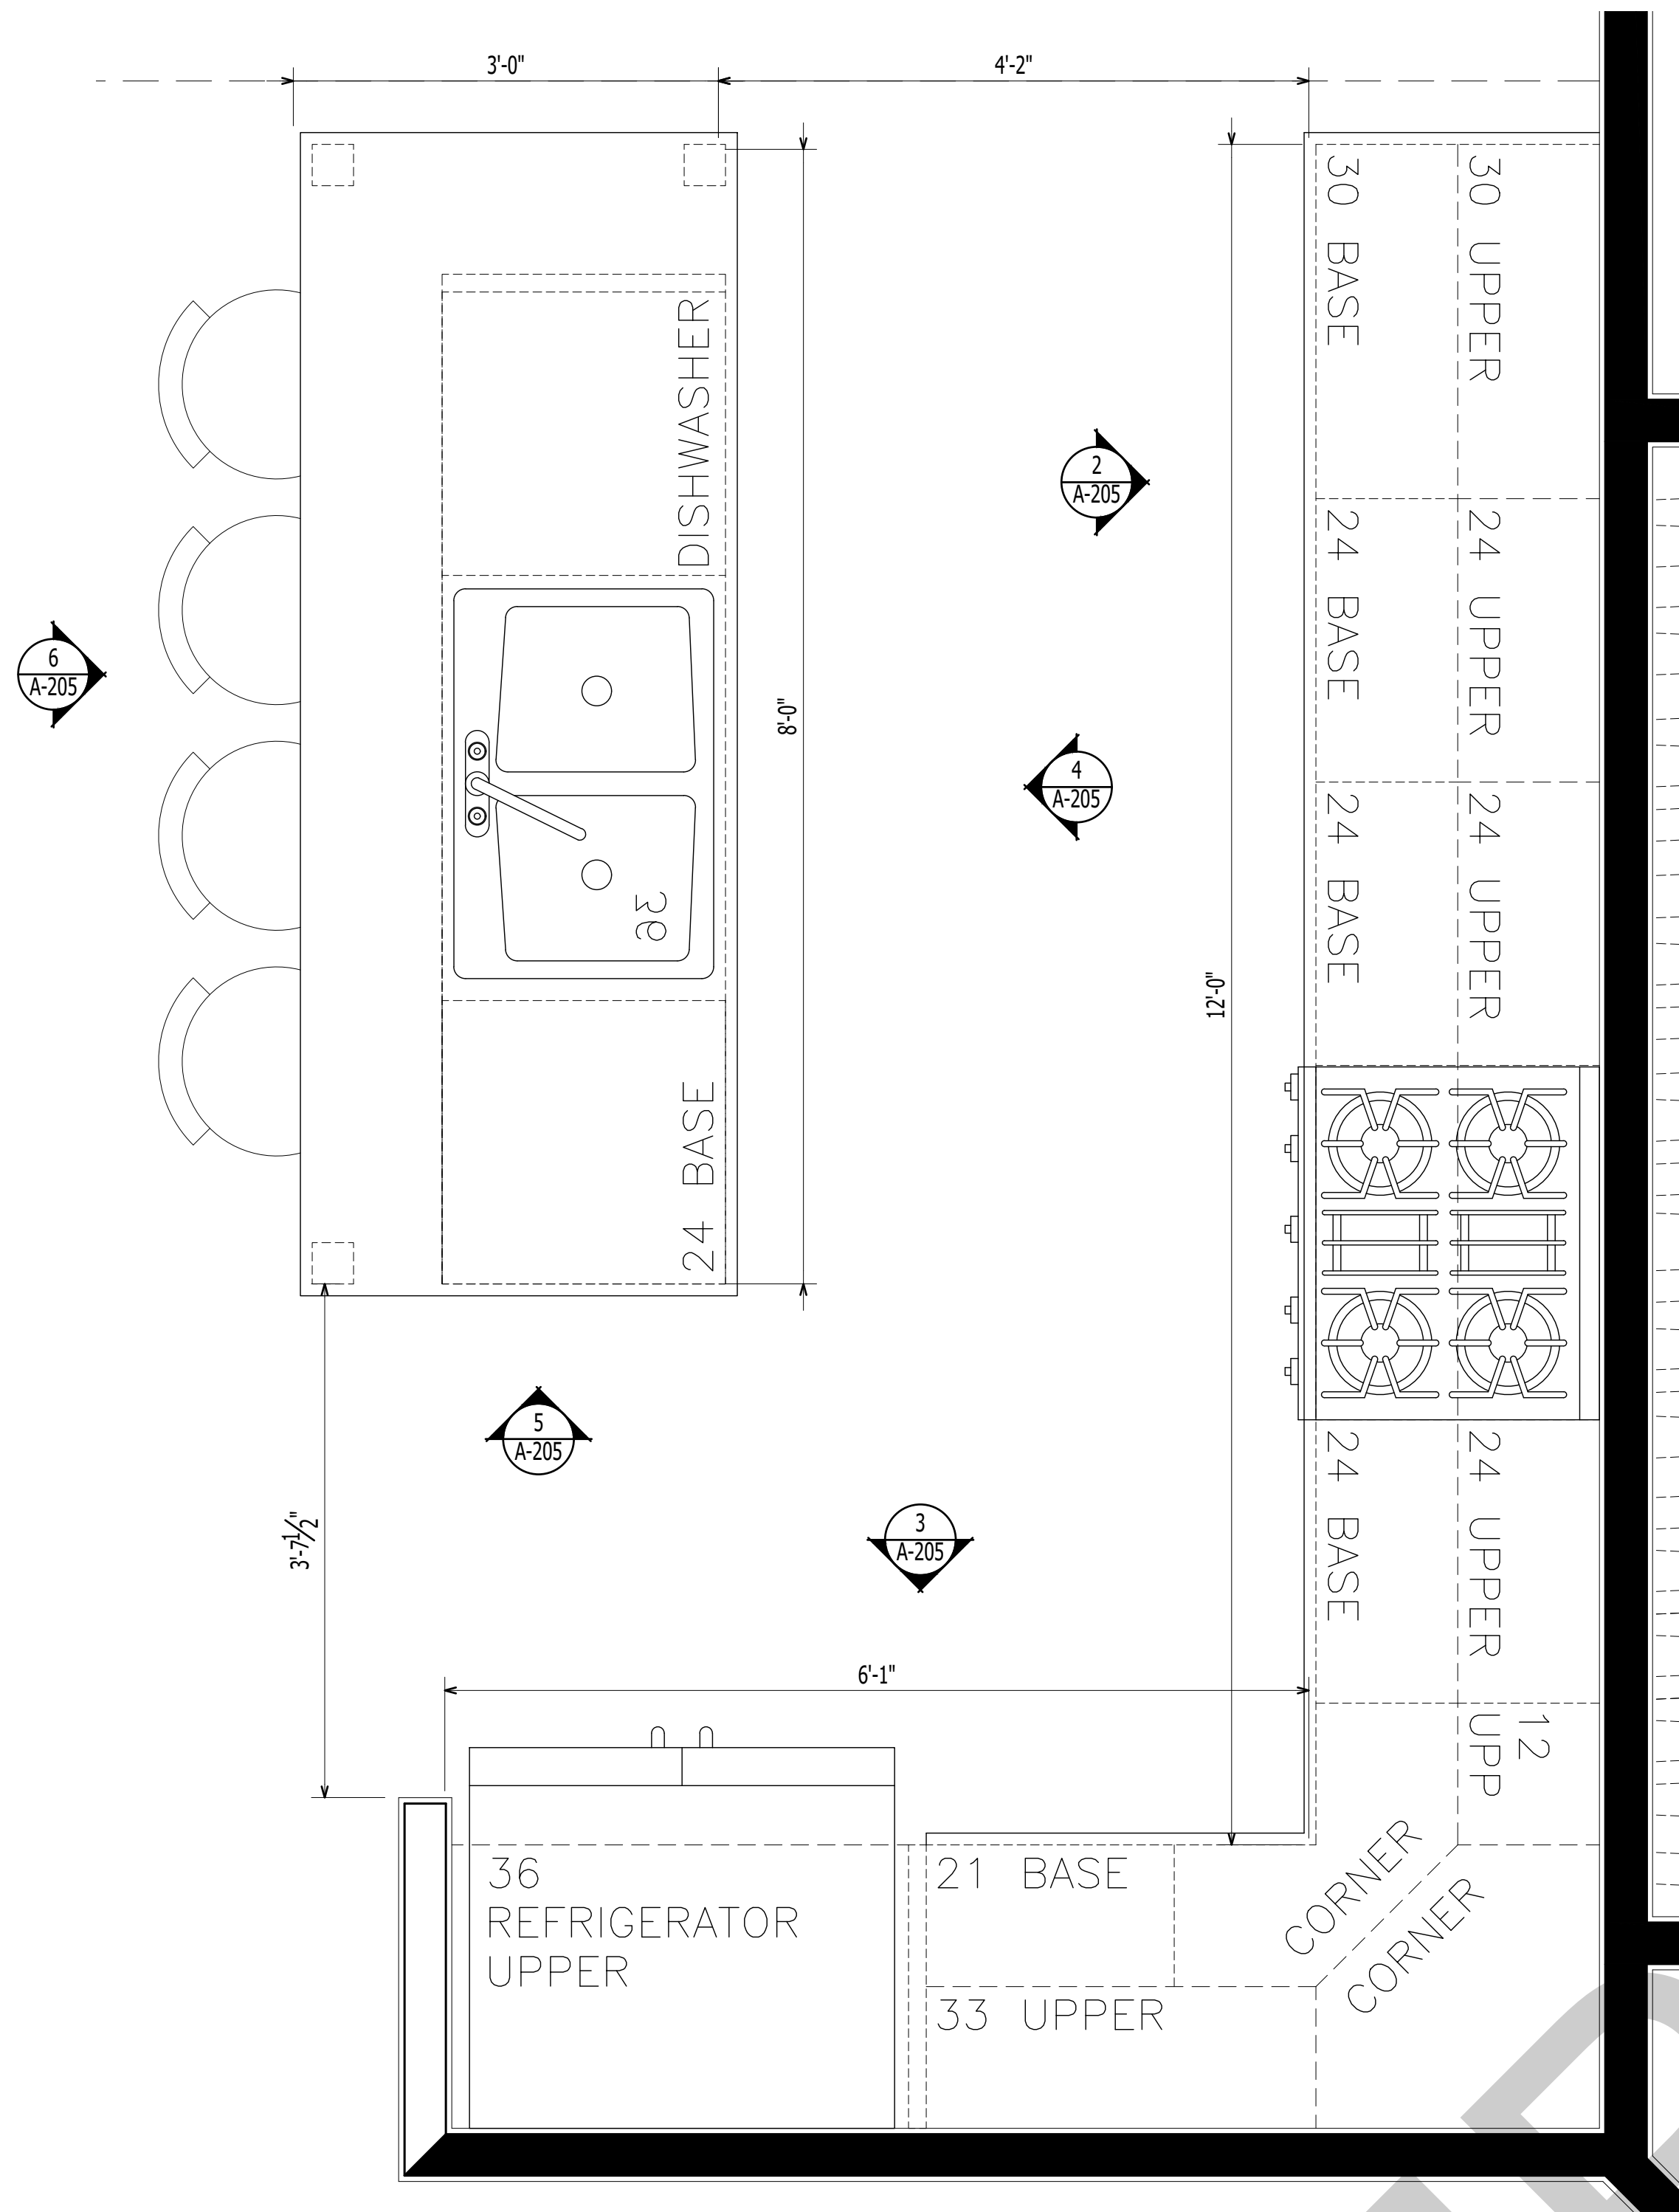 3'-0"
4'-2"
30 UPPER
30 BASE
DISHWASHER
2
A-205
24 UPPER
24 BASE
6
A-205
8'-0"
4
A-205
24 UPPER
24 BASE
36
12'-0"
24 BASE
5
A-205
24 UPPER
24 BASE
3'-7 1/2"
3
A-205
6'-1"
12
UPP
36
REFRIGERATOR
UPPER
21 BASE
CORNER
CORNER
33 UPPER